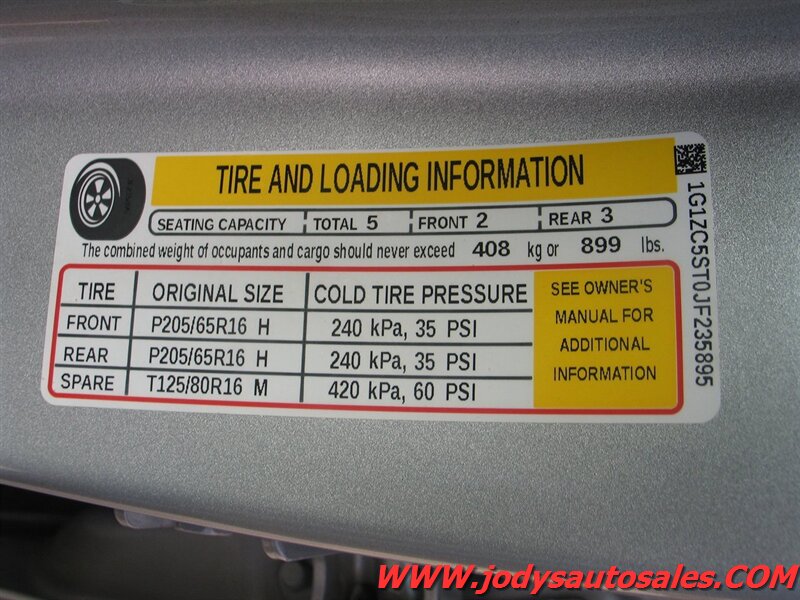 TIRE AND LOADING INFORMATION
SEATING CAPACITY TOTAL 5 FRONT 2 REAR 3
The combined weight of occupants and cargo should never exceed 408 kg or 899 lbs.
TIRE ORIGINAL SIZE COLD TIRE PRESSURE
FRONT P205/65R16 H 240 kPa, 35 PSI
REAR P205/65R16 H 240 kPa, 35 PSI
SPARE T125/80R16 M 420 kPa, 60 PSI
SEE OWNER'S
MANUAL FOR
ADDITIONAL
INFORMATION
1G1ZC5ST0JF235895
WWW.jodysautosales.COM